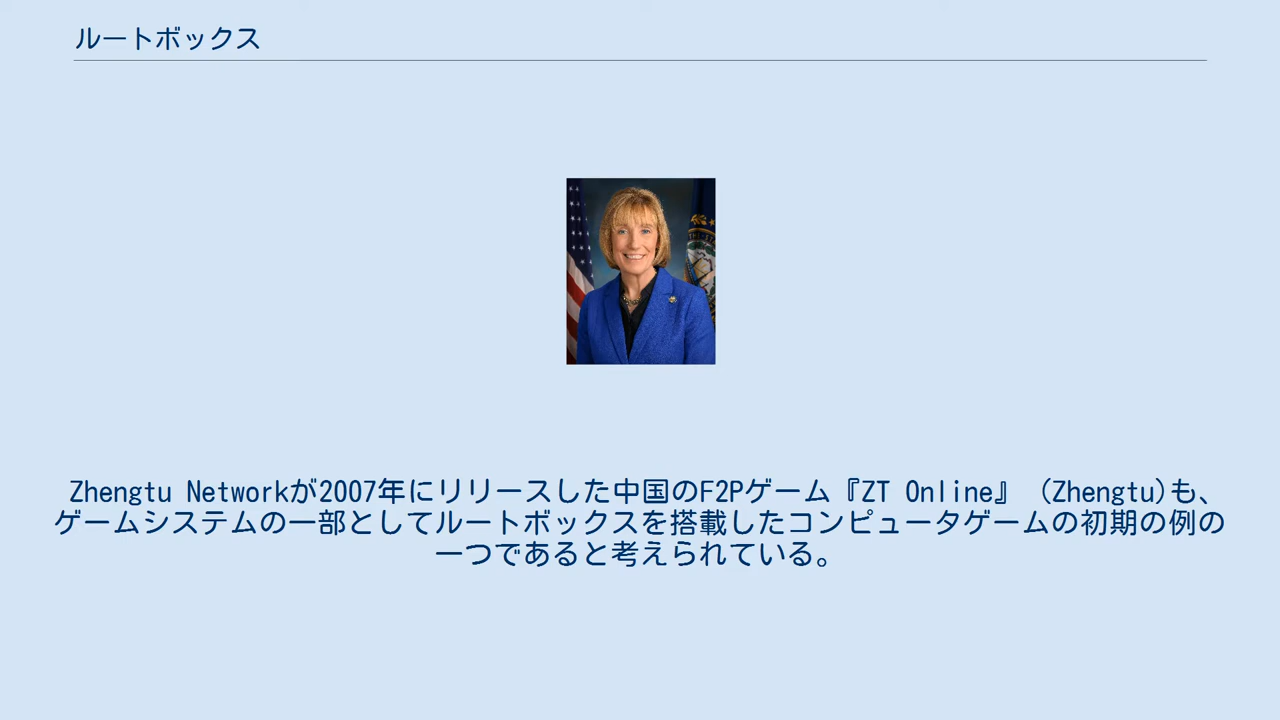 ルートボックス
Zhengtu Networkが2007年にリリースした中国のF2Pゲーム『ZT Online』 (Zhengtu)も、
ゲームシステムの一部としてルートボックスを搭載したコンピュータゲームの初期の例の
一つであると考えられている。